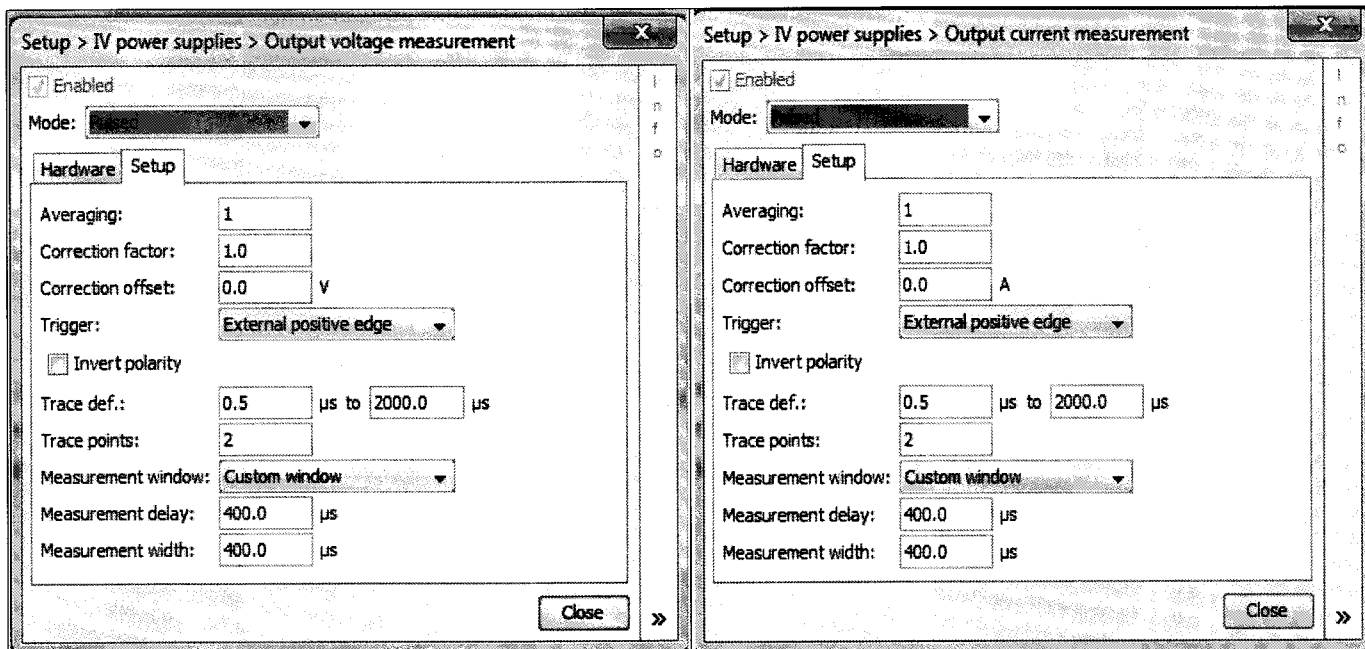 Setup > IV power supplies > Output voltage measurement
Enabled
Mode: Pulsed
Hardware Setup
Averaging: 1
Correction factor: 1.0
Correction offset: 0.0 V
Trigger: External positive edge
Invert polarity
Trace def.: 0.5 µs to 2000.0 µs
Trace points: 2
Measurement window: Custom window
Measurement delay: 400.0 µs
Measurement width: 400.0 µs
Close
»
Info
Setup > IV power supplies > Output current measurement
Enabled
Mode: Pulsed
Hardware Setup
Averaging: 1
Correction factor: 1.0
Correction offset: 0.0 A
Trigger: External positive edge
Invert polarity
Trace def.: 0.5 µs to 2000.0 µs
Trace points: 2
Measurement window: Custom window
Measurement delay: 400.0 µs
Measurement width: 400.0 µs
Close
»
Info